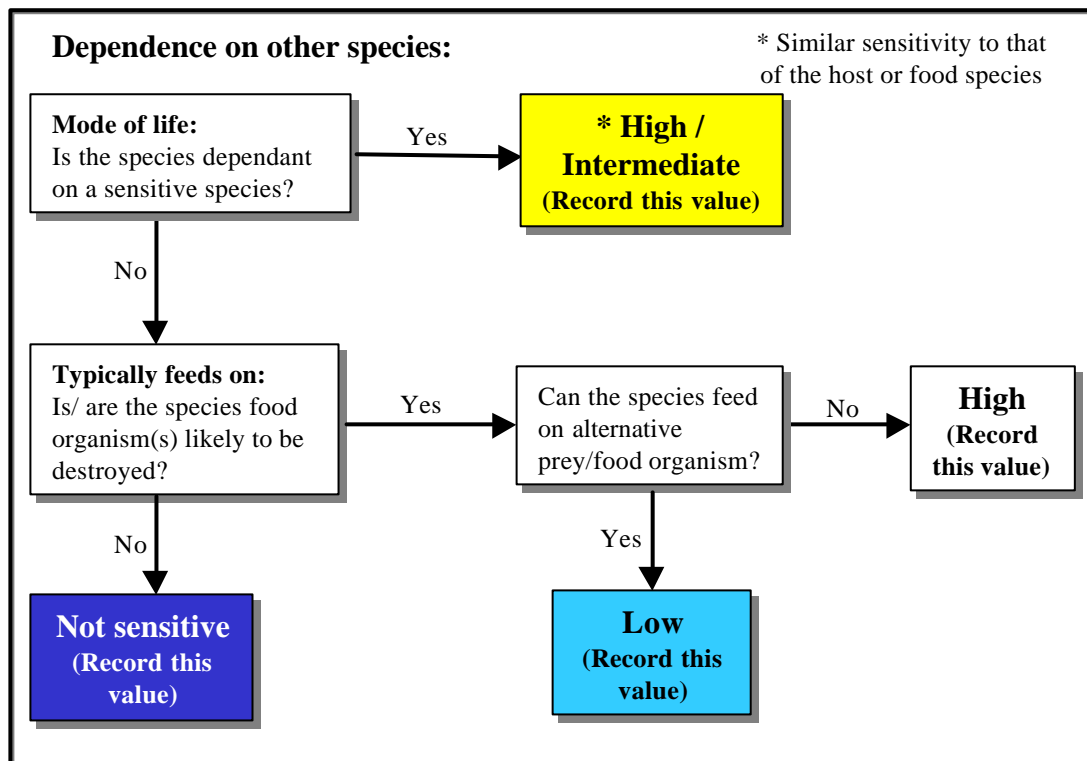 Dependence on other species:
* Similar sensitivity to that
of the host or food species
Mode of life:
Is the species dependant
on a sensitive species?
Yes
* High /
Intermediate
(Record this value)
No
Typically feeds on:
Is/ are the species food
organism(s) likely to be
destroyed?
Yes
Can the species feed
on alternative
prey/food organism?
No
High
(Record
this value)
No
Yes
Not sensitive
(Record this
value)
Low
(Record this
value)